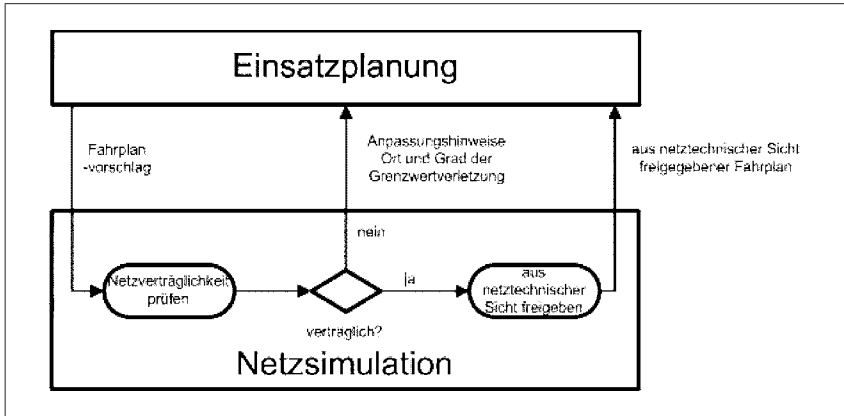 Einsatzplanung
Fahrplan
-vorschlag
Anpassungshinweise
Ort und Grad der
Grenzwertverletzung
aus netztechnischer Sicht
freigegebener Fahrplan
nein
Netzverträglichkeit
prüfen
ja
aus
netztechnischer
Sicht freigeben
verträglich?
Netzsimulation